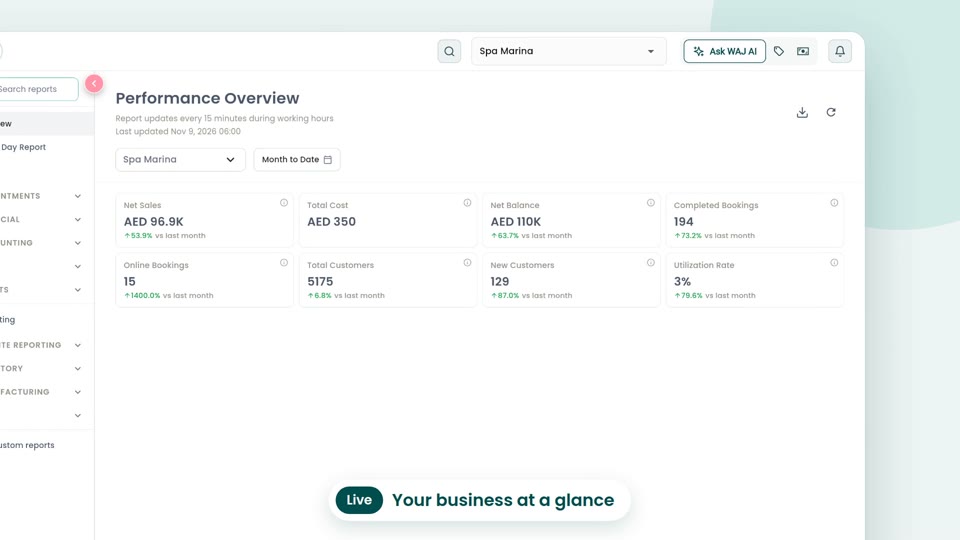 Spa Marina
Ask WAJ AI
Search reports
Performance Overview
Report updates every 15 minutes during working hours
Last updated Nov 9, 2026 06:00
Day Report
Spa Marina
Month to Date
Net Sales
AED 96.9K
↑53.9% vs last month
Total Cost
AED 350
Net Balance
AED 110K
↑63.7% vs last month
Completed Bookings
194
↑73.2% vs last month
Online Bookings
15
↑1400.0% vs last month
Total Customers
5175
↑6.8% vs last month
New Customers
129
↑87.0% vs last month
Utilization Rate
3%
↑79.6% vs last month
ew
NTMENTS
CIAL
UNTING
TS
ting
TE REPORTING
TORY
FACTURING
ustom reports
Live
Your business at a glance